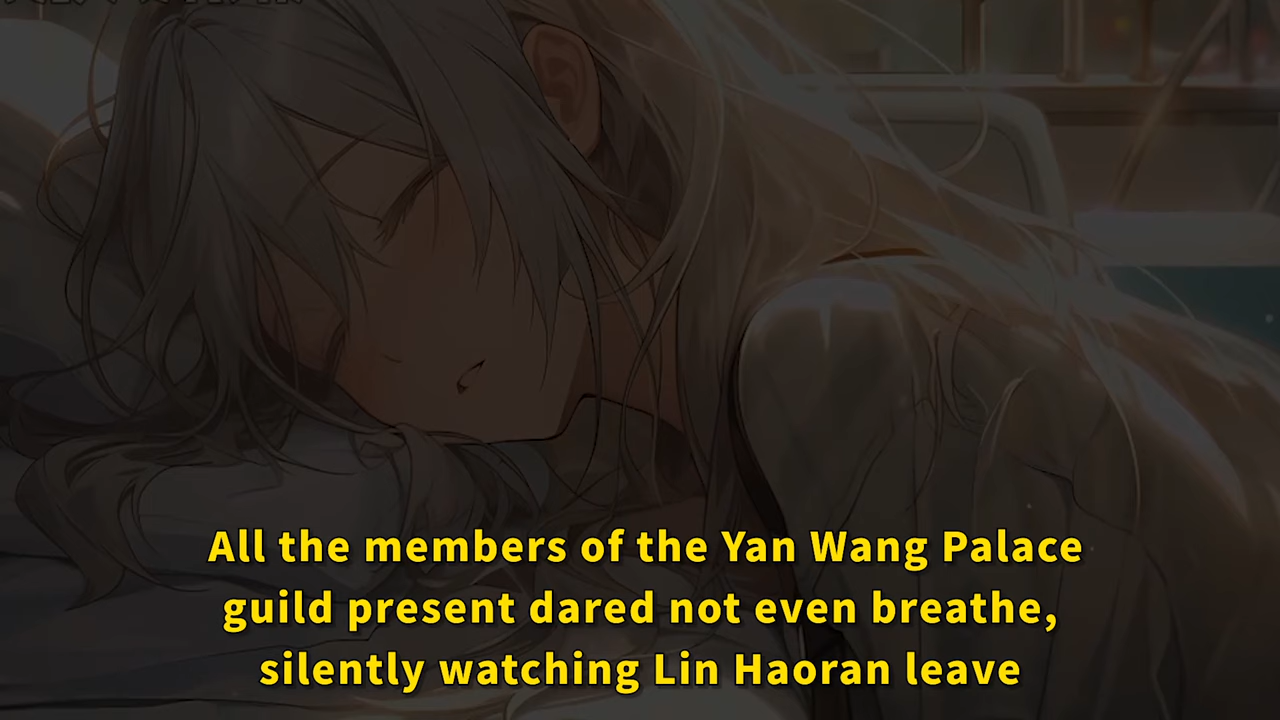 All the members of the Yan Wang Palace
guild present dared not even breathe,
silently watching Lin Haoran leave